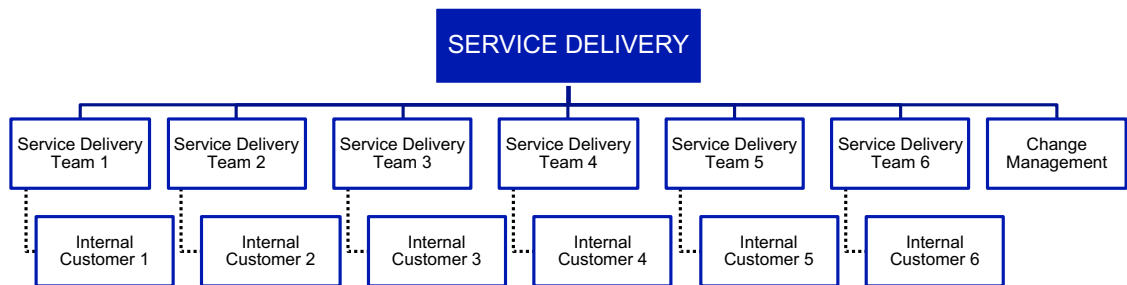 SERVICE DELIVERY
Service Delivery
Team 1
Service Delivery
Team 2
Service Delivery
Team 3
Service Delivery
Team 4
Service Delivery
Team 5
Service Delivery
Team 6
Change
Management
Internal
Customer 1
Internal
Customer 2
Internal
Customer 3
Internal
Customer 4
Internal
Customer 5
Internal
Customer 6